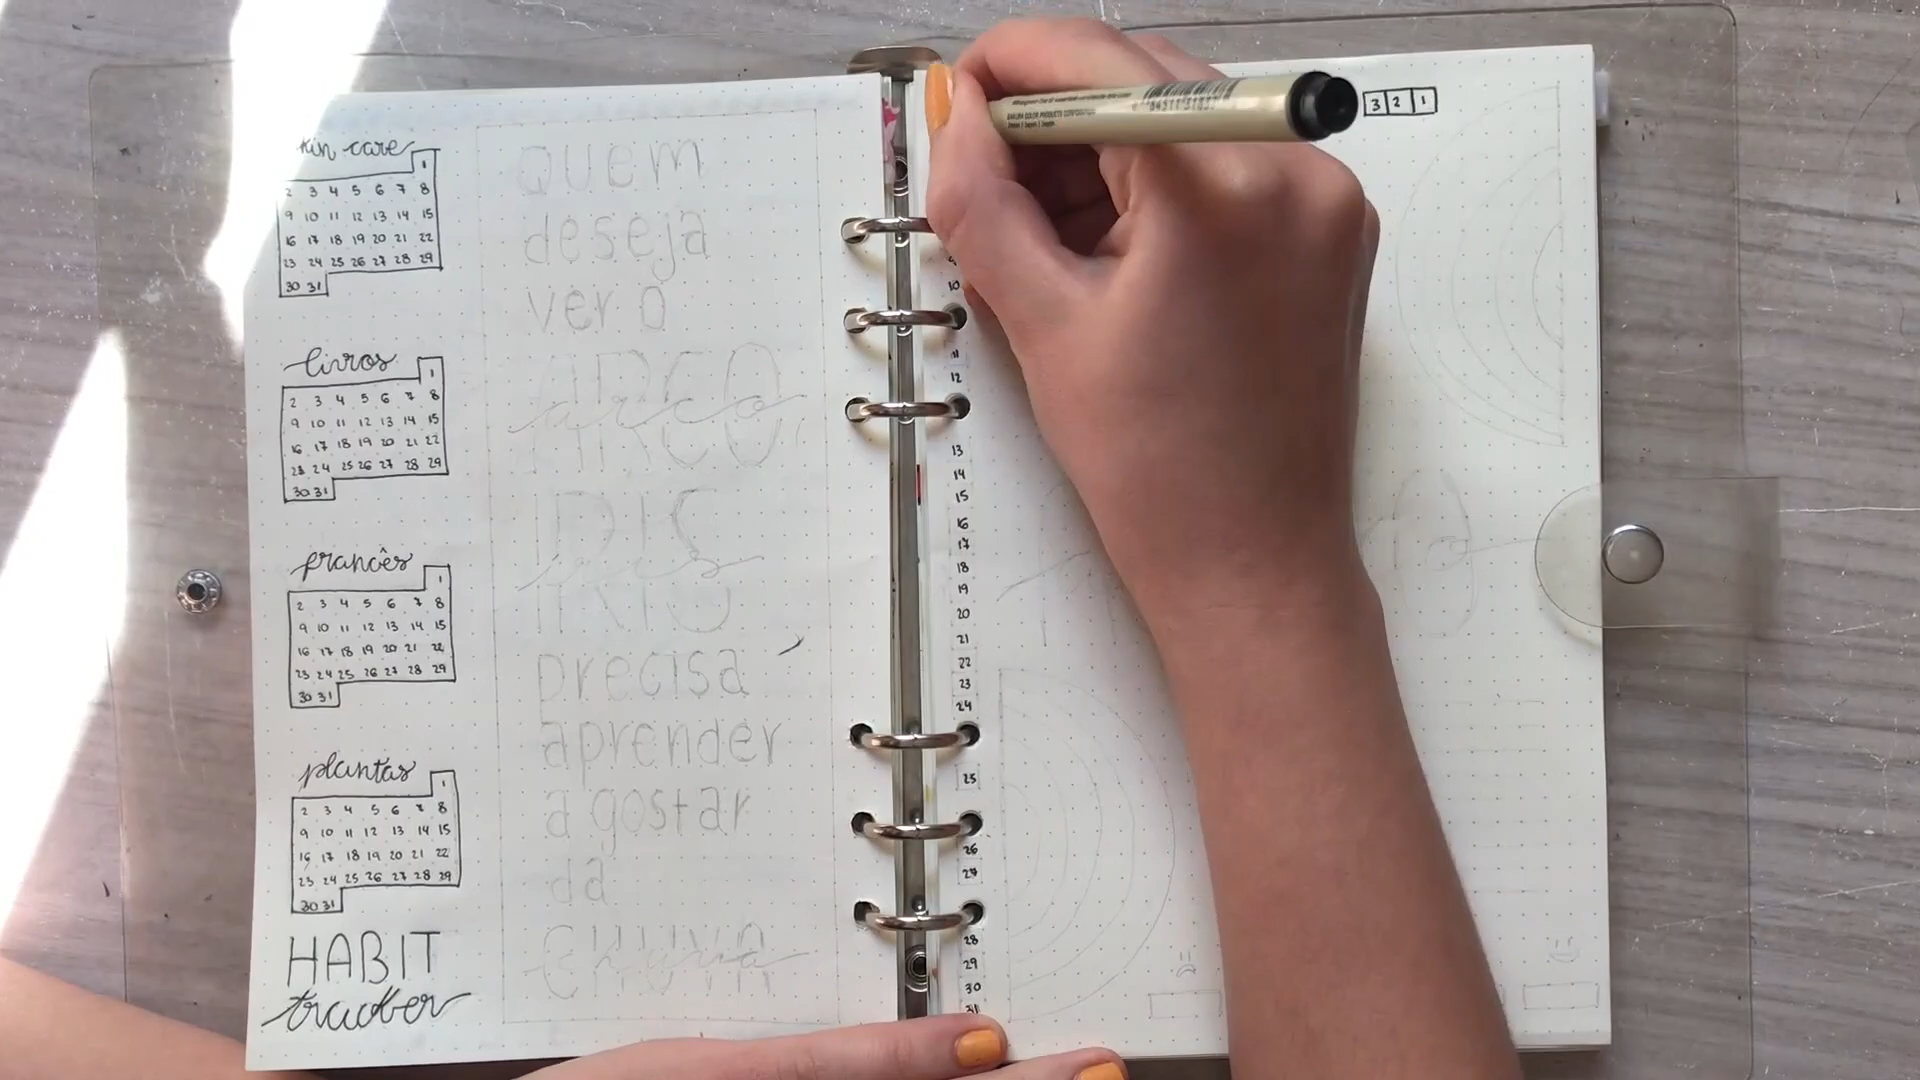 kin care
1
2 3 4 5 6 7 8
9 10 11 12 13 14 15
16 17 18 19 20 21 22
23 24 25 26 27 28 29
30 31
livros
1
2 3 4 5 6 7 8
9 10 11 12 13 14 15
16 17 18 19 20 21 22
23 24 25 26 27 28 29
30 31
francês
1
2 3 4 5 6 7 8
9 10 11 12 13 14 15
16 17 18 19 20 21 22
23 24 25 26 27 28 29
30 31
plantas
1
2 3 4 5 6 7 8
9 10 11 12 13 14 15
16 17 18 19 20 21 22
23 24 25 26 27 28 29
30 31
HABIT
tracker
quem
deseja
ver o
ARCO
arco
IRIS
iris
precisa
aprender
a gostar
da
CHUVA
chuva
3 2 1
10
11
12
13
14
15
16
17
18
19
20
21
22
23
24
25
26
27
28
29
30
31